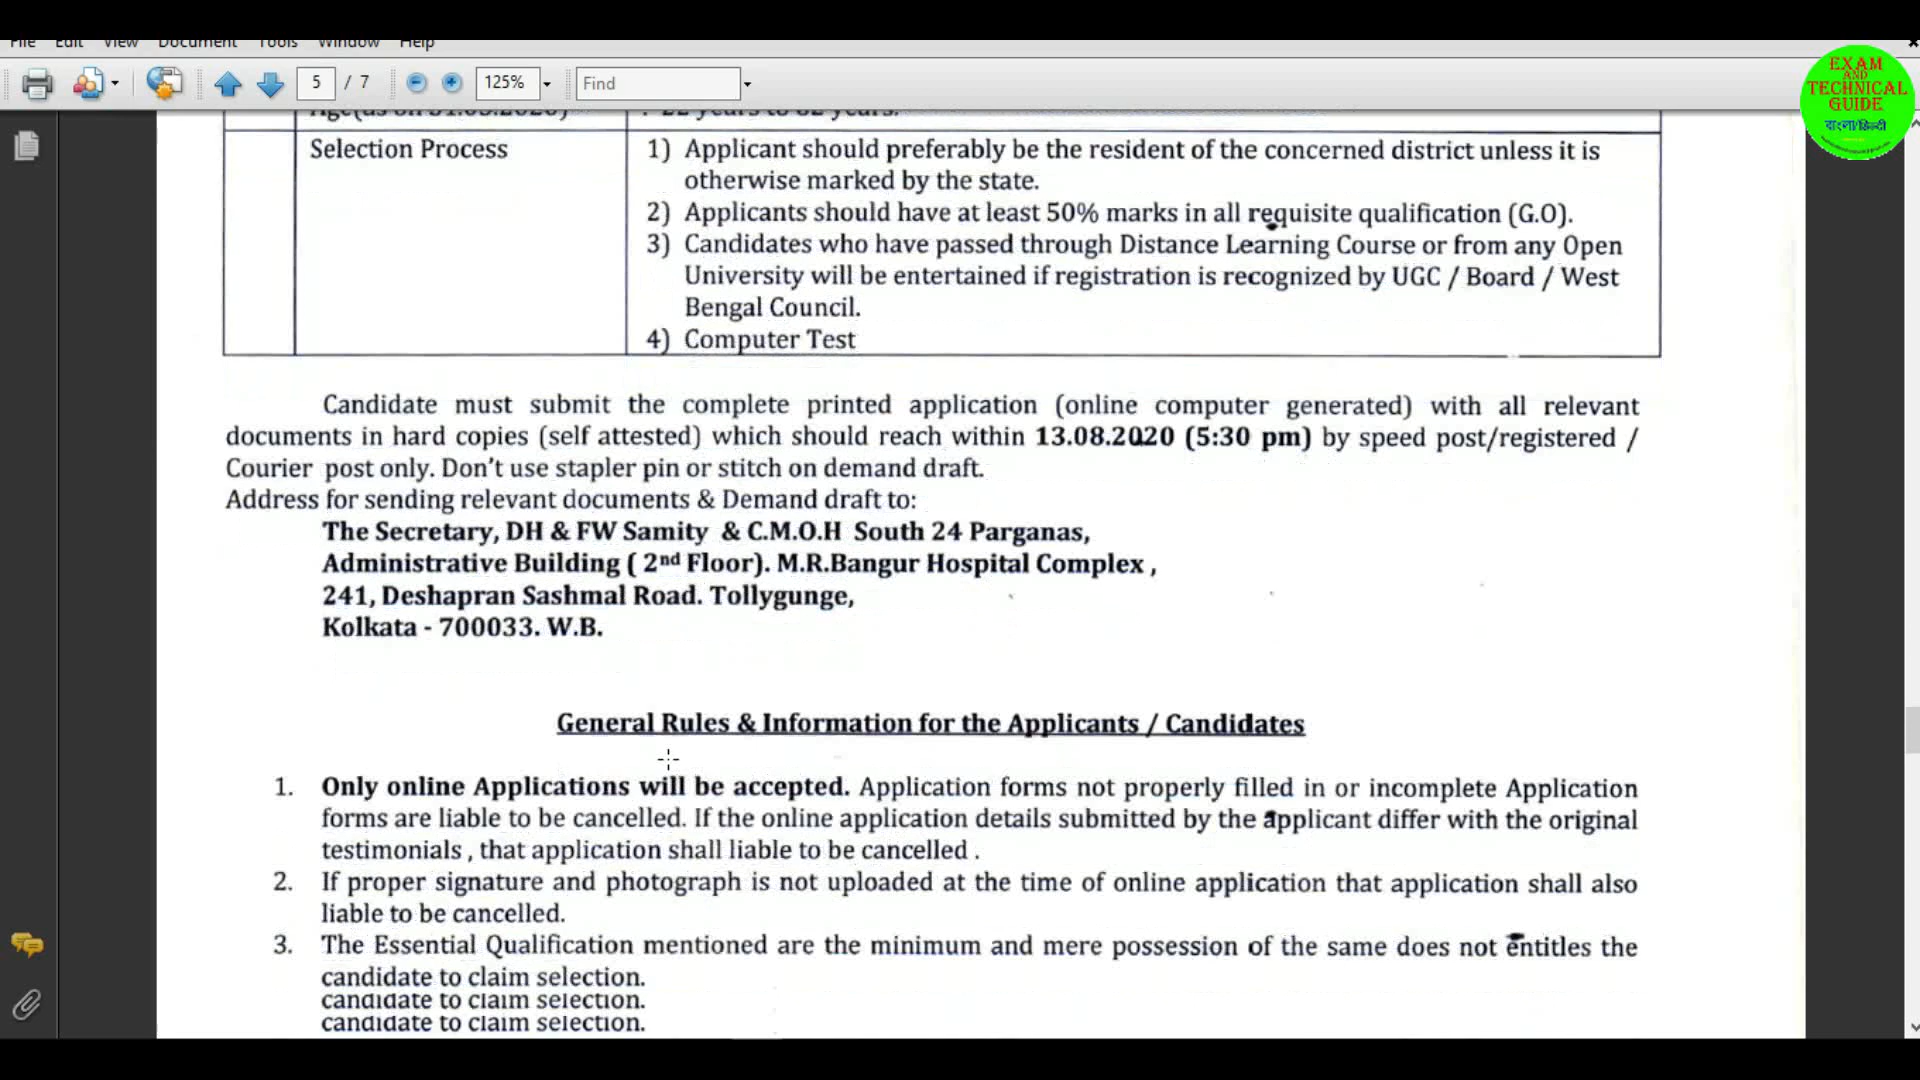 File Edit View Document Tools Window Help
5 / 7 125% Find
EXAM
AND
TECHNICAL
GUIDE
বাংলা/हिन्दी
Age(as on 31.03.2020) : 22 years to 62 years.
Selection Process
1) Applicant should preferably be the resident of the concerned district unless it is
otherwise marked by the state.
2) Applicants should have at least 50% marks in all requisite qualification (G.O).
3) Candidates who have passed through Distance Learning Course or from any Open
University will be entertained if registration is recognized by UGC / Board / West
Bengal Council.
4) Computer Test
Candidate must submit the complete printed application (online computer generated) with all relevant
documents in hard copies (self attested) which should reach within 13.08.2020 (5:30 pm) by speed post/registered /
Courier post only. Don't use stapler pin or stitch on demand draft.
Address for sending relevant documents & Demand draft to:
The Secretary, DH & FW Samity & C.M.O.H South 24 Parganas,
Administrative Building ( 2nd Floor). M.R.Bangur Hospital Complex ,
241, Deshapran Sashmal Road. Tollygunge,
Kolkata - 700033. W.B.
General Rules & Information for the Applicants / Candidates
1. Only online Applications will be accepted. Application forms not properly filled in or incomplete Application
forms are liable to be cancelled. If the online application details submitted by the applicant differ with the original
testimonials , that application shall liable to be cancelled .
2. If proper signature and photograph is not uploaded at the time of online application that application shall also
liable to be cancelled.
3. The Essential Qualification mentioned are the minimum and mere possession of the same does not entitles the
candidate to claim selection.
candidate to claim selection.
candidate to claim selection.